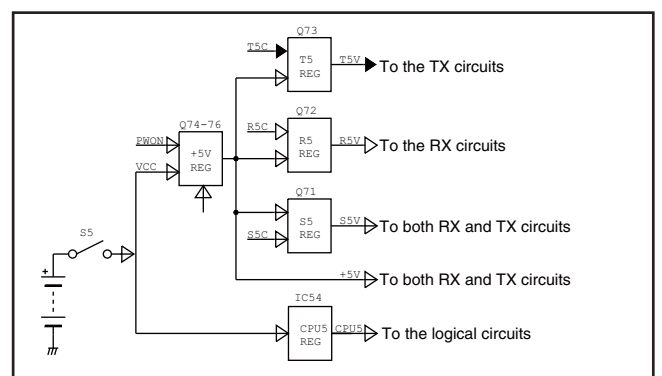 Q73
T5C
T5
REG
T5V
To the TX circuits
Q72
R5C
R5
REG
R5V
To the RX circuits
Q74-76
PWON
+5V
REG
VCC
Q71
S5
REG
S5C
S5V
To both RX and TX circuits
S5
+
+5V
To both RX and TX circuits
IC54
CPU5
REG
CPU5
To the logical circuits